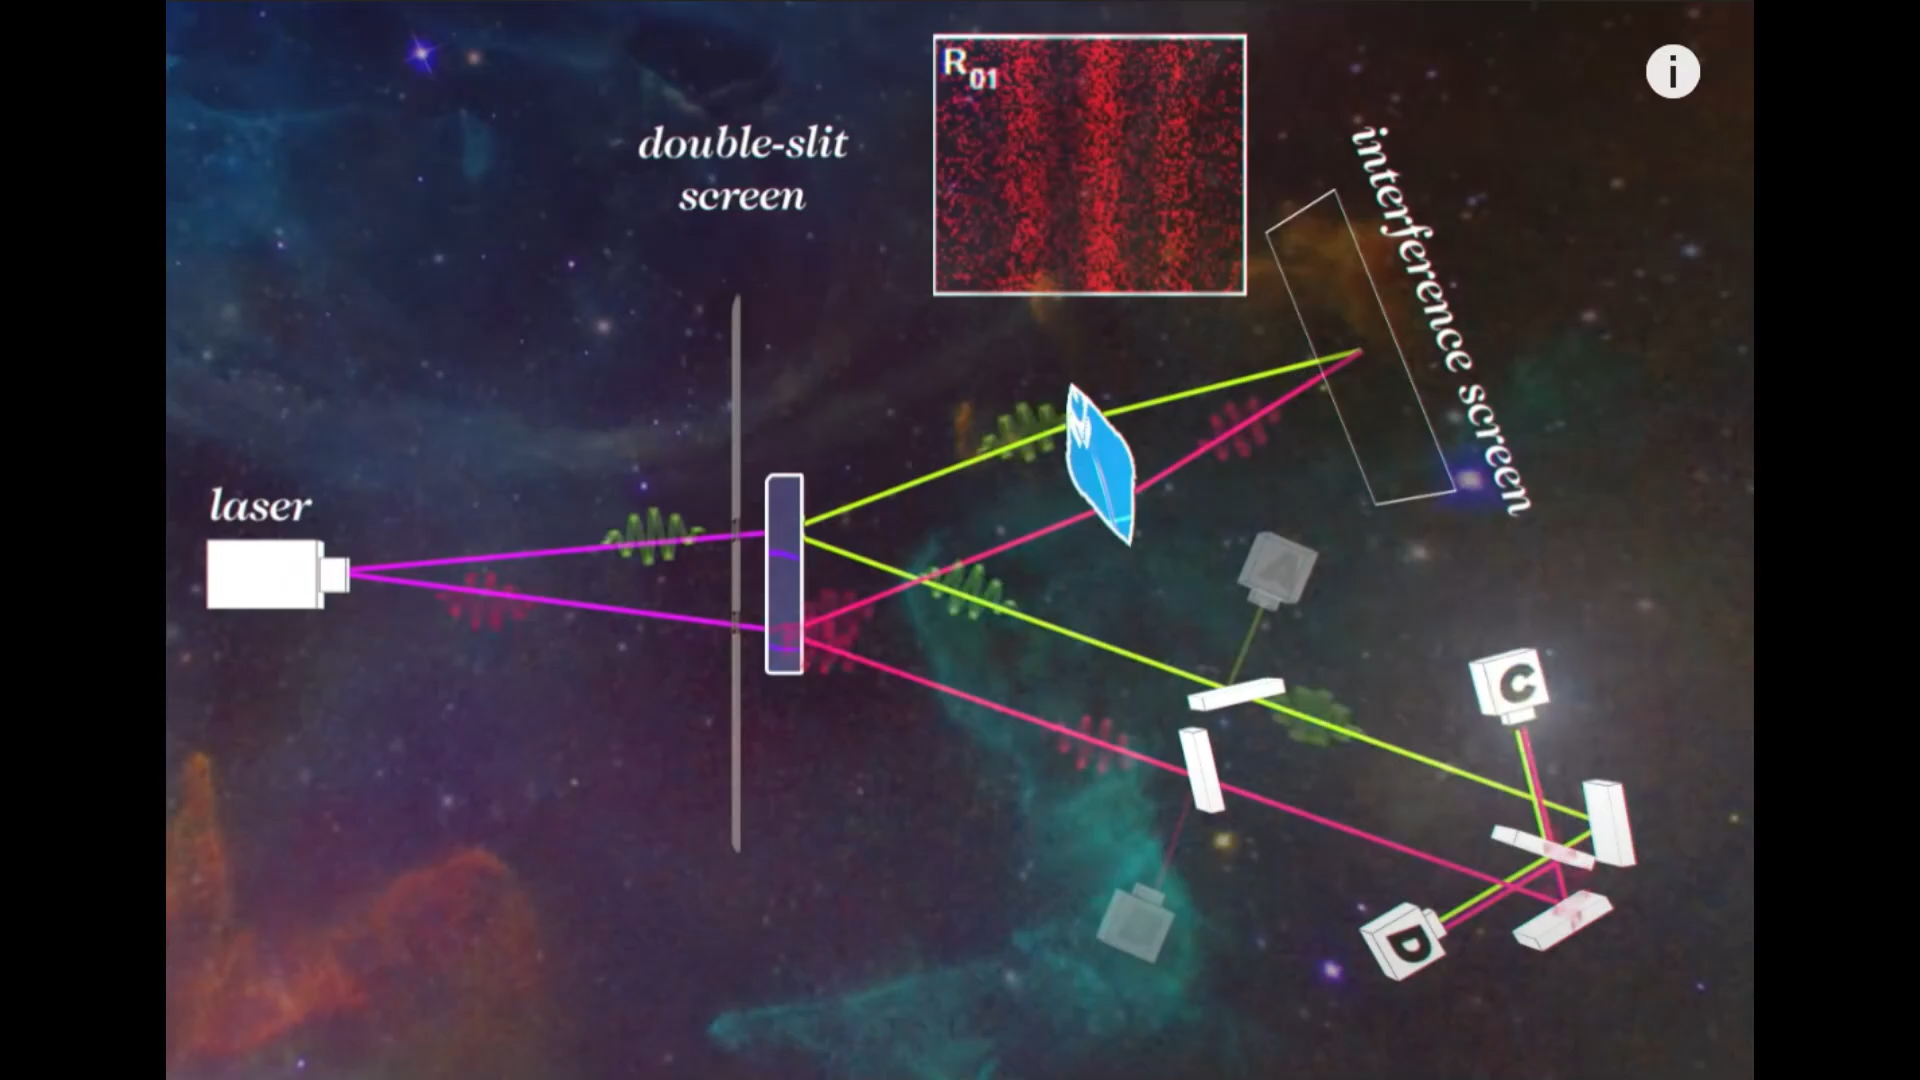 R01
double-slit
screen
interference screen
laser
A
C
D
i